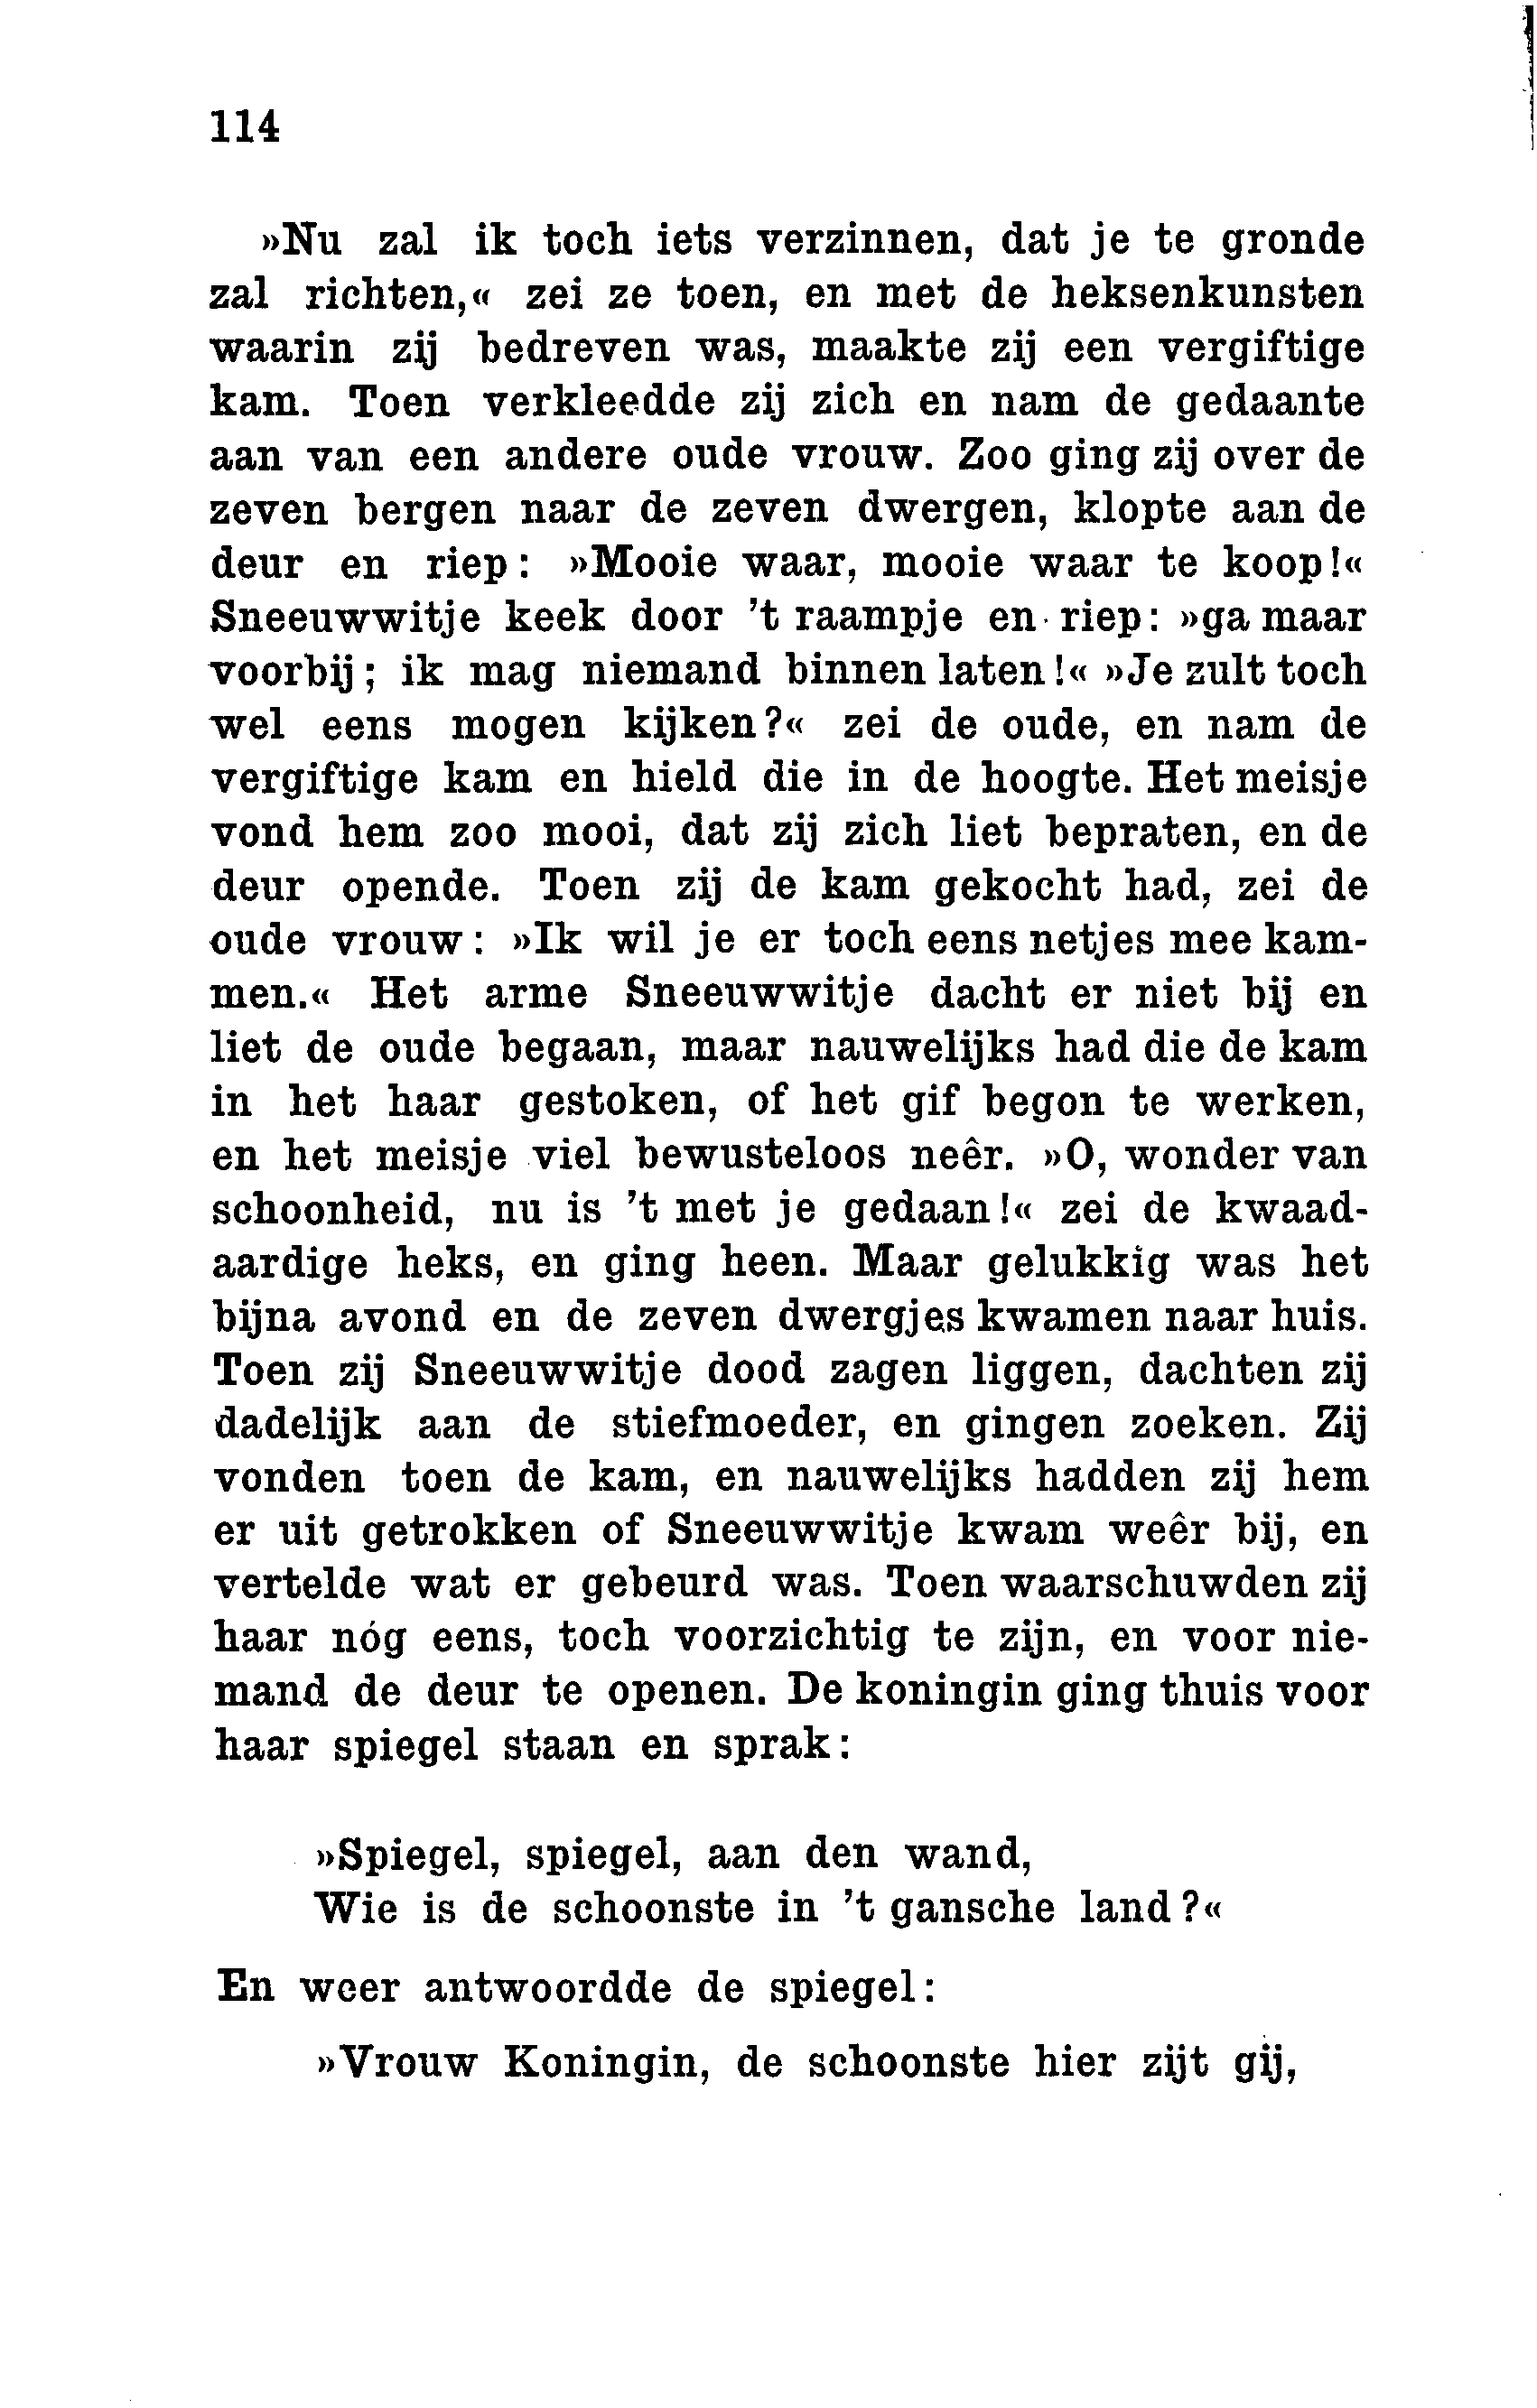 114
»Nu zal ik toch iets verzinnen, dat je te gronde
zal richten,« zei ze toen, en met de heksenkunsten
waarin zij bedreven was, maakte zij een vergiftige
kam. Toen verkleedde zij zich en nam de gedaante
aan van een andere oude vrouw. Zoo ging zij over de
zeven bergen naar de zeven dwergen, klopte aan de
deur en riep: »Mooie waar, mooie waar te koop!«
Sneeuwwitje keek door 't raampje en riep: »ga maar
voorbij; ik mag niemand binnen laten!« »Je zult toch
wel eens mogen kijken?« zei de oude, en nam de
vergiftige kam en hield die in de hoogte. Het meisje
vond hem zoo mooi, dat zij zich liet bepraten, en de
deur opende. Toen zij de kam gekocht had, zei de
oude vrouw: »Ik wil je er toch eens netjes mee kam-
men.« Het arme Sneeuwwitje dacht er niet bij en
liet de oude begaan, maar nauwelijks had die de kam
in het haar gestoken, of het gif begon te werken,
en het meisje viel bewusteloos neêr. »O, wonder van
schoonheid, nu is 't met je gedaan!« zei de kwaad-
aardige heks, en ging heen. Maar gelukkig was het
bijna avond en de zeven dwergjes kwamen naar huis.
Toen zij Sneeuwwitje dood zagen liggen, dachten zij
dadelijk aan de stiefmoeder, en gingen zoeken. Zij
vonden toen de kam, en nauwelijks hadden zij hem
er uit getrokken of Sneeuwwitje kwam weêr bij, en
vertelde wat er gebeurd was. Toen waarschuwden zij
haar nóg eens, toch voorzichtig te zijn, en voor nie-
mand de deur te openen. De koningin ging thuis voor
haar spiegel staan en sprak:
»Spiegel, spiegel, aan den wand,
Wie is de schoonste in 't gansche land?«
En weer antwoordde de spiegel:
»Vrouw Koningin, de schoonste hier zijt gij,